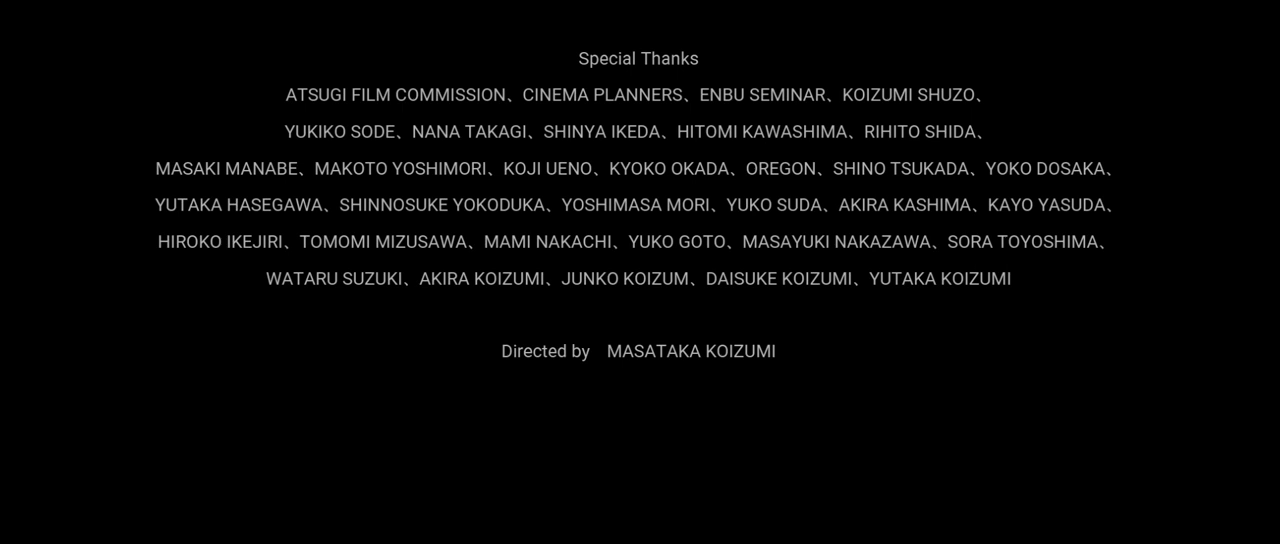 Special Thanks
ATSUGI FILM COMMISSION、CINEMA PLANNERS、ENBU SEMINAR、KOIZUMI SHUZO、
YUKIKO SODE、NANA TAKAGI、SHINYA IKEDA、HITOMI KAWASHIMA、RIHITO SHIDA、
MASAKI MANABE、MAKOTO YOSHIMORI、KOJI UENO、KYOKO OKADA、OREGON、SHINO TSUKADA、YOKO DOSAKA、
YUTAKA HASEGAWA、SHINNOSUKE YOKODUKA、YOSHIMASA MORI、YUKO SUDA、AKIRA KASHIMA、KAYO YASUDA、
HIROKO IKEJIRI、TOMOMI MIZUSAWA、MAMI NAKACHI、YUKO GOTO、MASAYUKI NAKAZAWA、SORA TOYOSHIMA、
WATARU SUZUKI、AKIRA KOIZUMI、JUNKO KOIZUM、DAISUKE KOIZUMI、YUTAKA KOIZUMI
Directed by　MASATAKA KOIZUMI